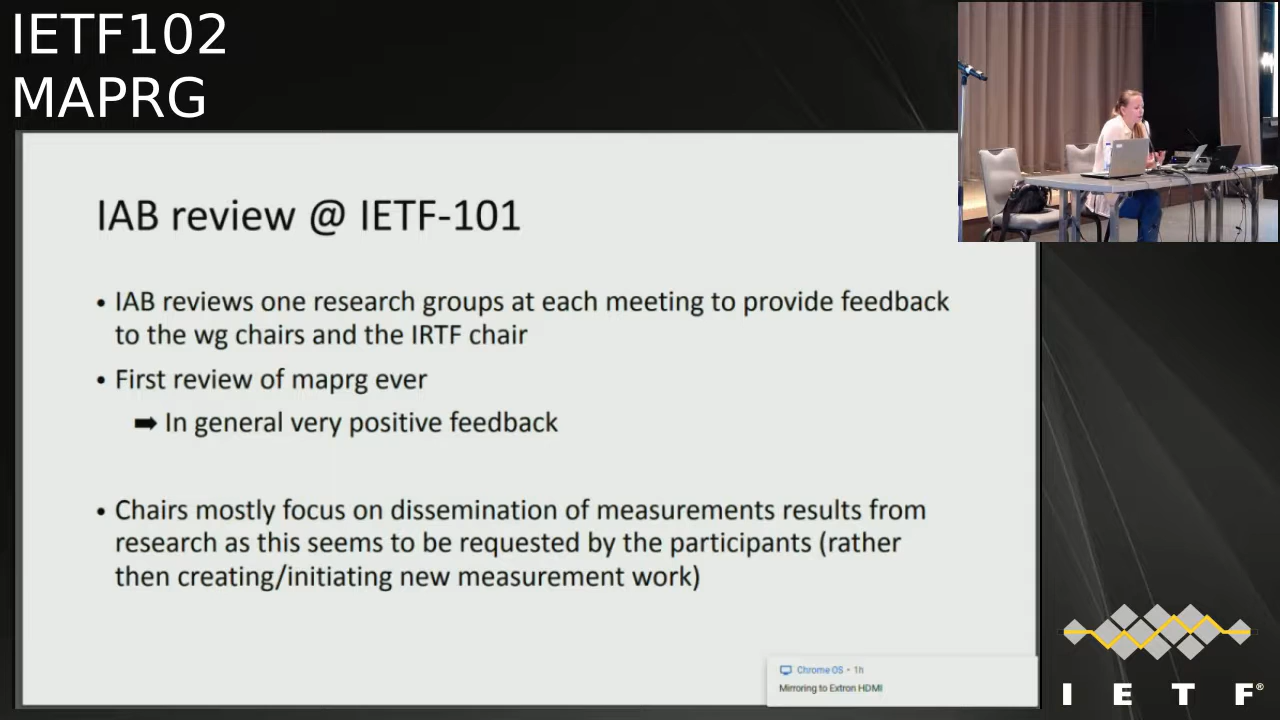 IETF102
MAPRG
IAB review @ IETF-101
• IAB reviews one research groups at each meeting to provide feedback
to the wg chairs and the IRTF chair
• First review of maprg ever
➡ In general very positive feedback
• Chairs mostly focus on dissemination of measurements results from
research as this seems to be requested by the participants (rather
then creating/initiating new measurement work)
Chrome OS • 1h
Mirroring to Extron HDMI
I E T F®